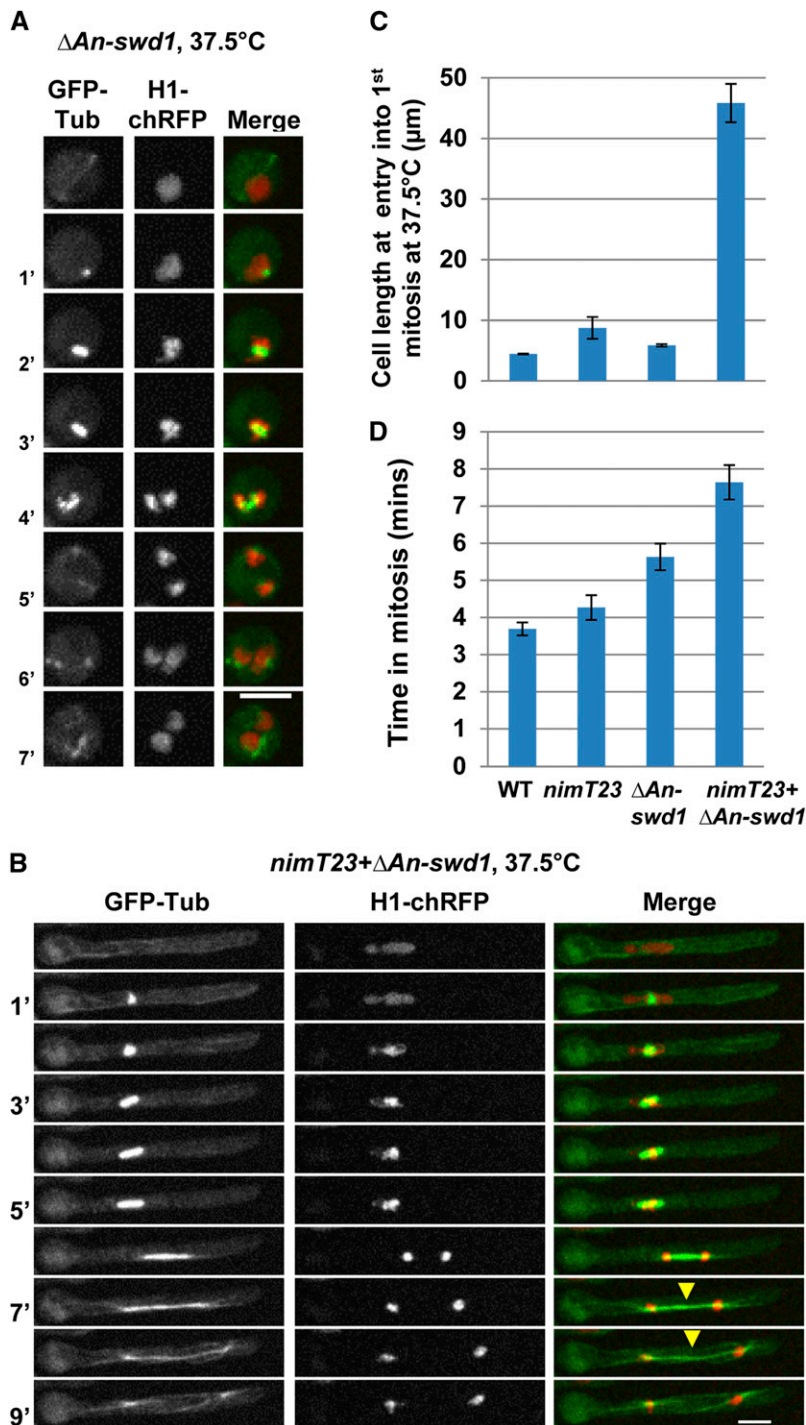 A
ΔAn-swd1, 37.5°C
GFP-
Tub
H1-
chRFP
Merge
1'
2'
3'
4'
5'
6'
7'
C
Cell length at entry into 1st
mitosis at 37.5°C (µm)
50
40
30
20
10
0
D
Time in mitosis (mins)
9
8
7
6
5
4
3
2
1
0
WT
nimT23
ΔAn-
swd1
nimT23+
ΔAn-swd1
B
nimT23+ΔAn-swd1, 37.5°C
GFP-Tub
H1-chRFP
Merge
1'
3'
5'
7'
9'